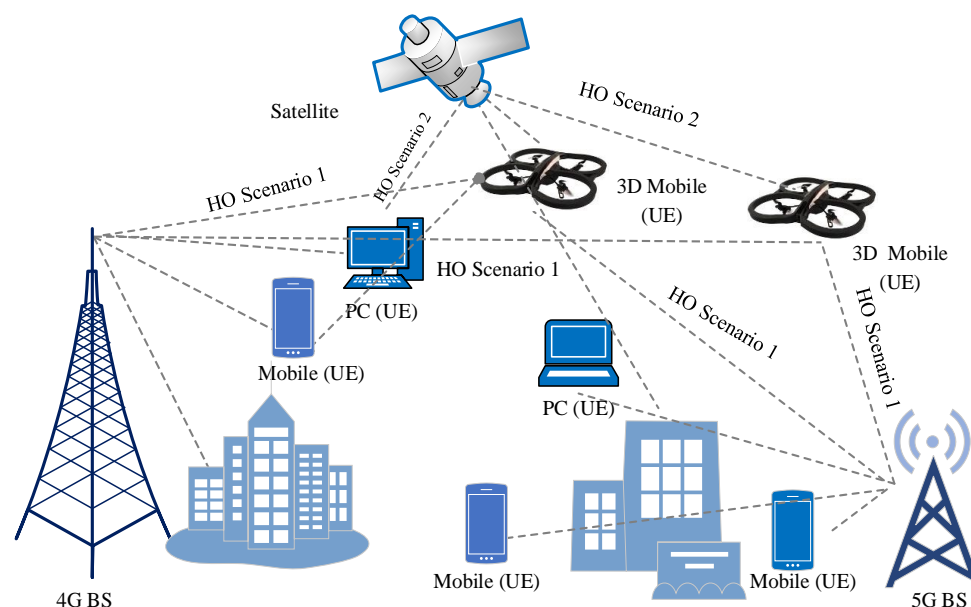 Satellite
HO Scenario 2
HO Scenario 2
HO Scenario 1
3D Mobile
(UE)
3D Mobile
(UE)
HO Scenario 1
PC (UE)
HO Scenario 1
HO Scenario 1
Mobile (UE)
PC (UE)
Mobile (UE)
Mobile (UE)
4G BS
5G BS